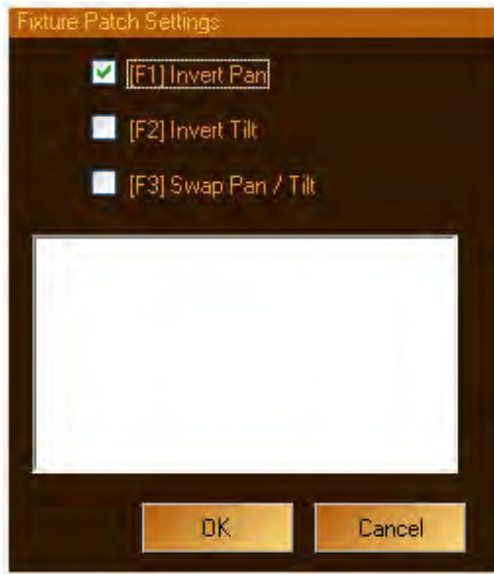 Fixture Patch Settings
[F1] Invert Pan
[F2] Invert Tilt
[F3] Swap Pan / Tilt
OK
Cancel